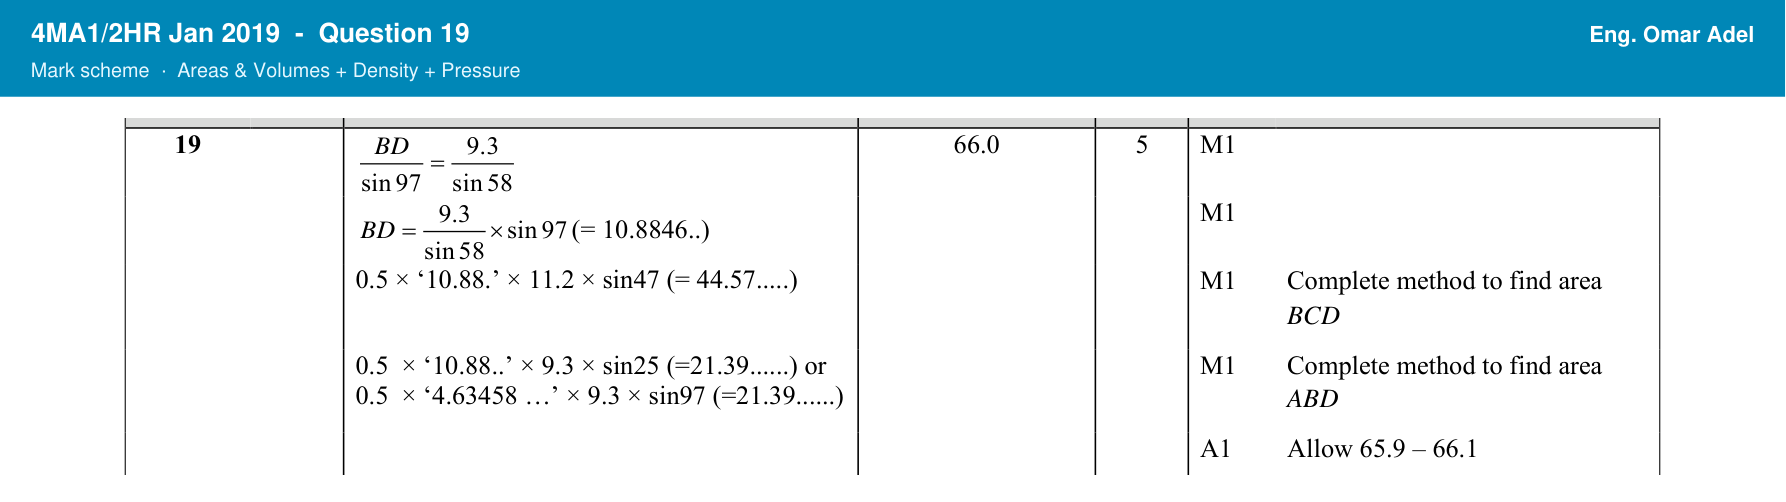 4MA1/2HR Jan 2019 - Question 19
Eng. Omar Adel
Mark scheme · Areas & Volumes + Density + Pressure
19
BD/sin 97 = 9.3/sin 58
66.0
5
M1
BD = 9.3/sin 58 × sin 97 (= 10.8846..)
M1
0.5 × ‘10.88.’ × 11.2 × sin47 (= 44.57.....)
M1
Complete method to find area
BCD
0.5 × ‘10.88..’ × 9.3 × sin25 (=21.39......) or
0.5 × ‘4.63458 …’ × 9.3 × sin97 (=21.39......)
M1
Complete method to find area
ABD
A1
Allow 65.9 – 66.1